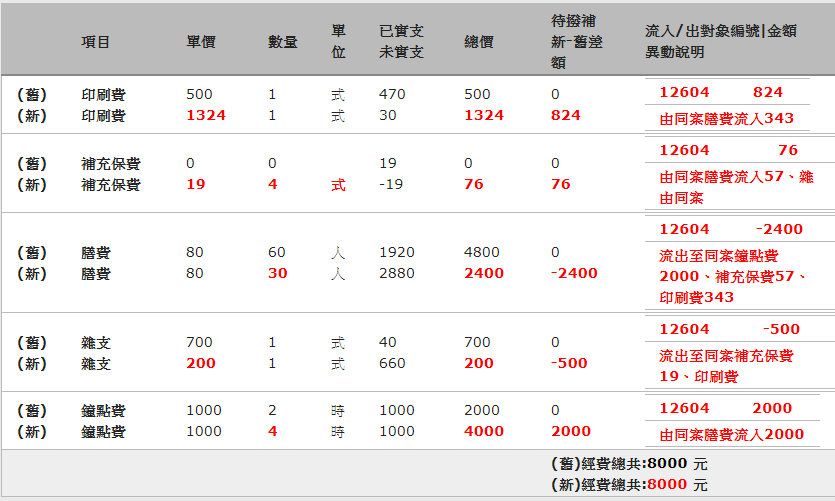 項目 單價 數量 單位 已實支 未實支 總價 待撥補 新-舊差額 流入/出對象編號|金額 異動說明
(舊) 印刷費 500 1 式 470 500 0 12604 824
(新) 印刷費 1324 1 式 30 1324 824 由同案膳費流入343
12604 76
(舊) 補充保費 0 0 19 0 0
(新) 補充保費 19 4 式 -19 76 76 由同案膳費流入57、雜
由同案
12604 -2400
(舊) 膳費 80 60 人 1920 4800 0 流出至同案鐘點費
(新) 膳費 80 30 人 2880 2400 -2400 2000、補充保費57、
印刷費343
12604 -500
(舊) 雜支 700 1 式 40 700 0 流出至同案補充保費
(新) 雜支 200 1 式 660 200 -500 19、印刷費
(舊) 鐘點費 1000 2 時 1000 2000 0 12604 2000
(新) 鐘點費 1000 4 時 1000 4000 2000 由同案膳費流入2000
(舊)經費總共:8000 元
(新)經費總共:8000 元